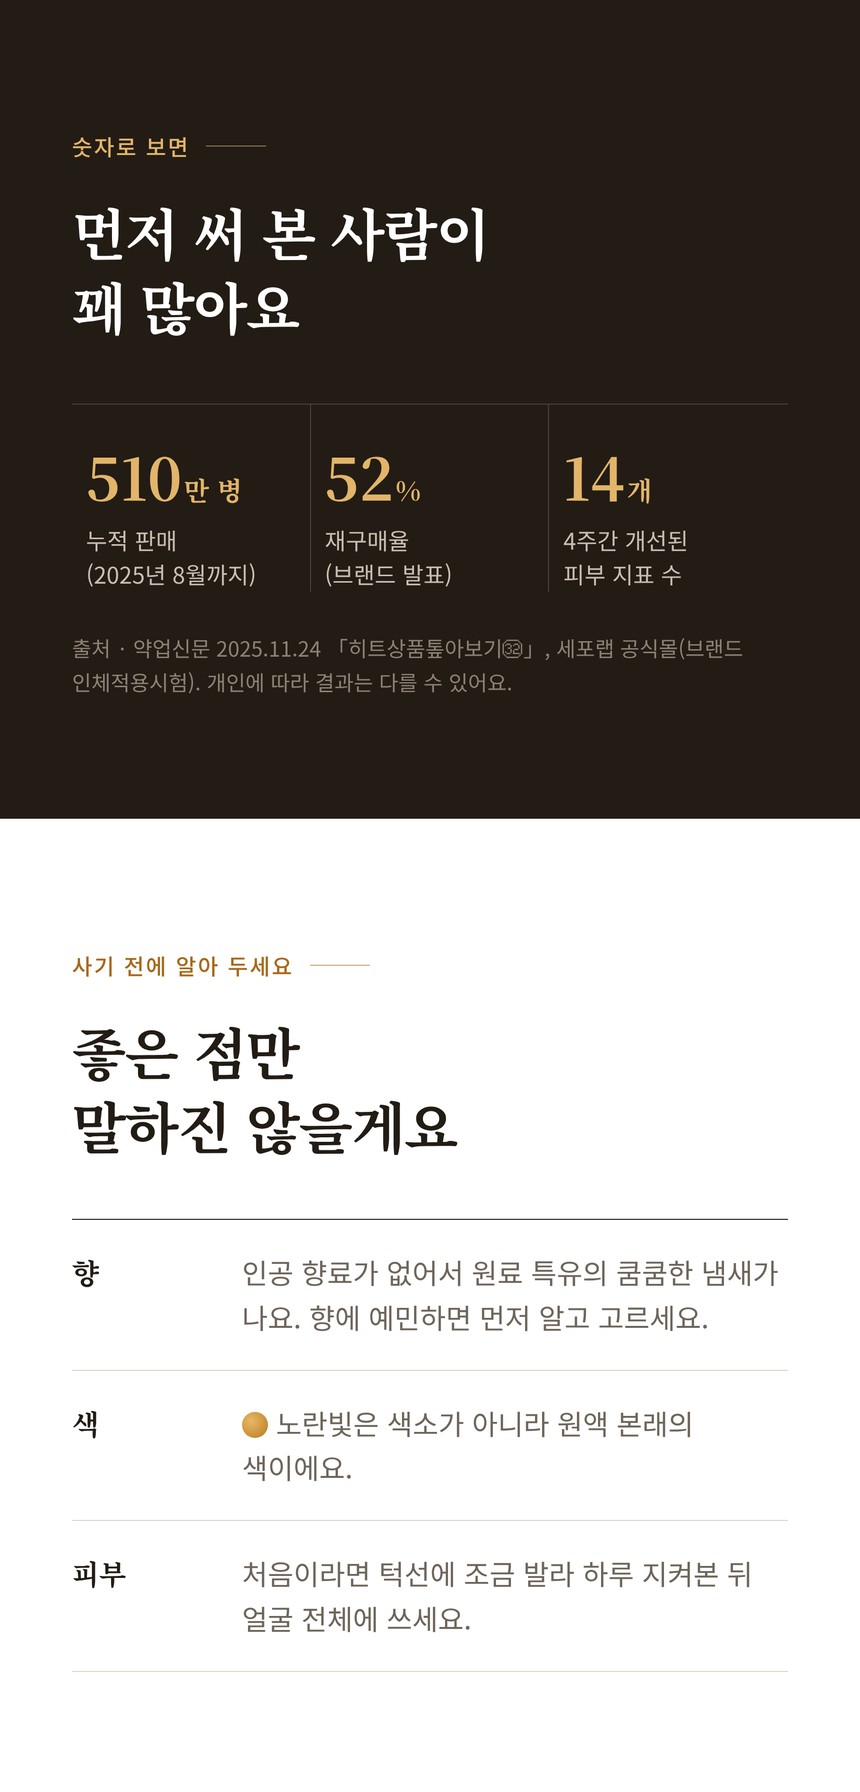 숫자로 보면
먼저 써 본 사람이
꽤 많아요
510만 병
누적 판매
(2025년 8월까지)
52%
재구매율
(브랜드 발표)
14개
4주간 개선된
피부 지표 수
출처 · 약업신문 2025.11.24 「히트상품톺아보기㉜」, 세포랩 공식몰(브랜드
인체적용시험). 개인에 따라 결과는 다를 수 있어요.
사기 전에 알아 두세요
좋은 점만
말하진 않을게요
향
인공 향료가 없어서 원료 특유의 쿰쿰한 냄새가
나요. 향에 예민하면 먼저 알고 고르세요.
색
노란빛은 색소가 아니라 원액 본래의
색이에요.
피부
처음이라면 턱선에 조금 발라 하루 지켜본 뒤
얼굴 전체에 쓰세요.